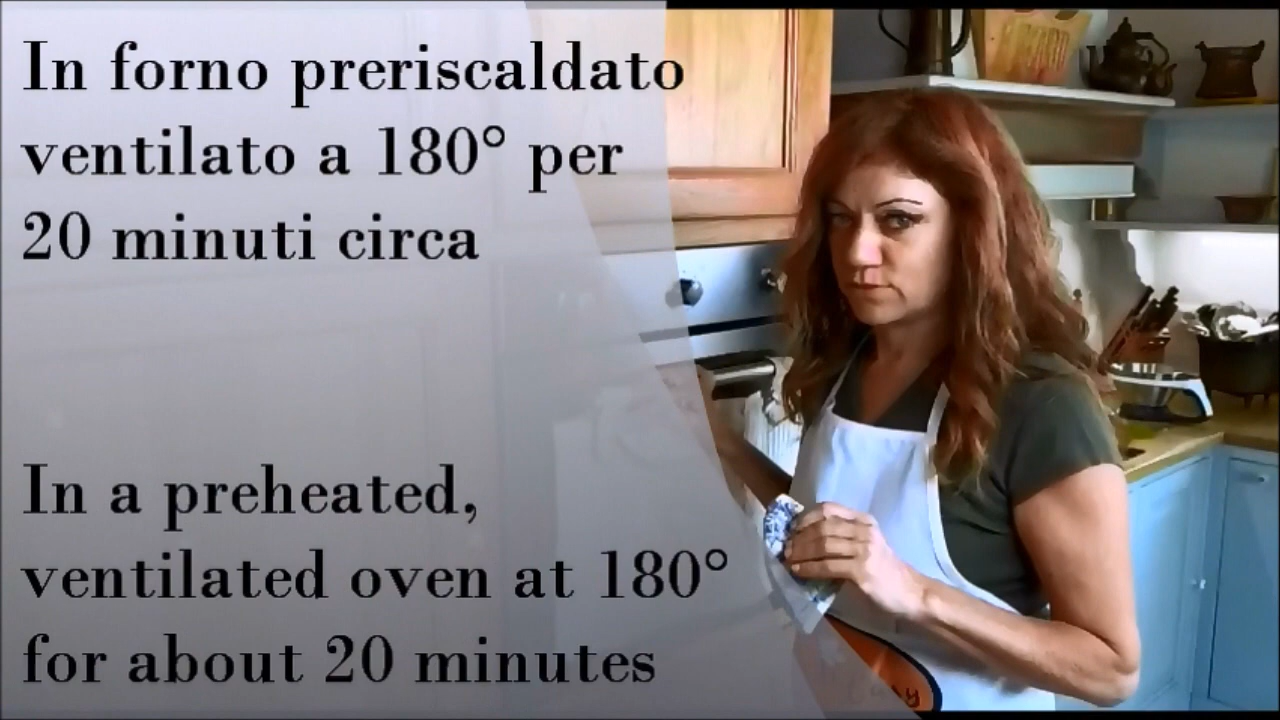 In forno preriscaldato
ventilato a 180° per
20 minuti circa
In a preheated,
ventilated oven at 180°
for about 20 minutes